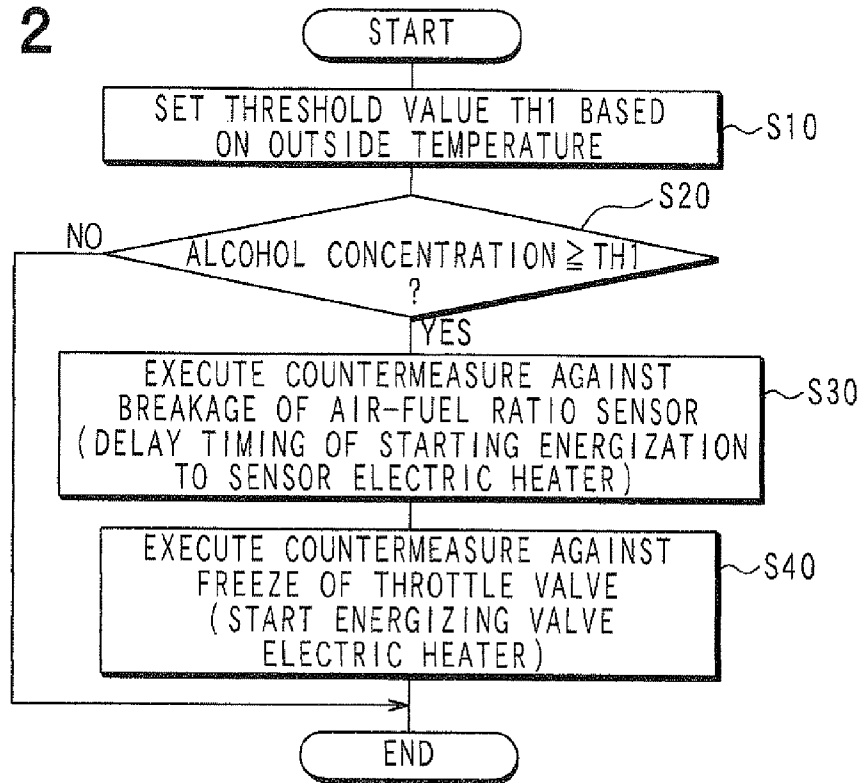 2
START
SET THRESHOLD VALUE TH1 BASED
ON OUTSIDE TEMPERATURE
S10
S20
NO
ALCOHOL CONCENTRATION ≧ TH1
?
YES
EXECUTE COUNTERMEASURE AGAINST
BREAKAGE OF AIR-FUEL RATIO SENSOR
(DELAY TIMING OF STARTING ENERGIZATION
TO SENSOR ELECTRIC HEATER)
S30
EXECUTE COUNTERMEASURE AGAINST
FREEZE OF THROTTLE VALVE
(START ENERGIZING VALVE
ELECTRIC HEATER)
S40
END